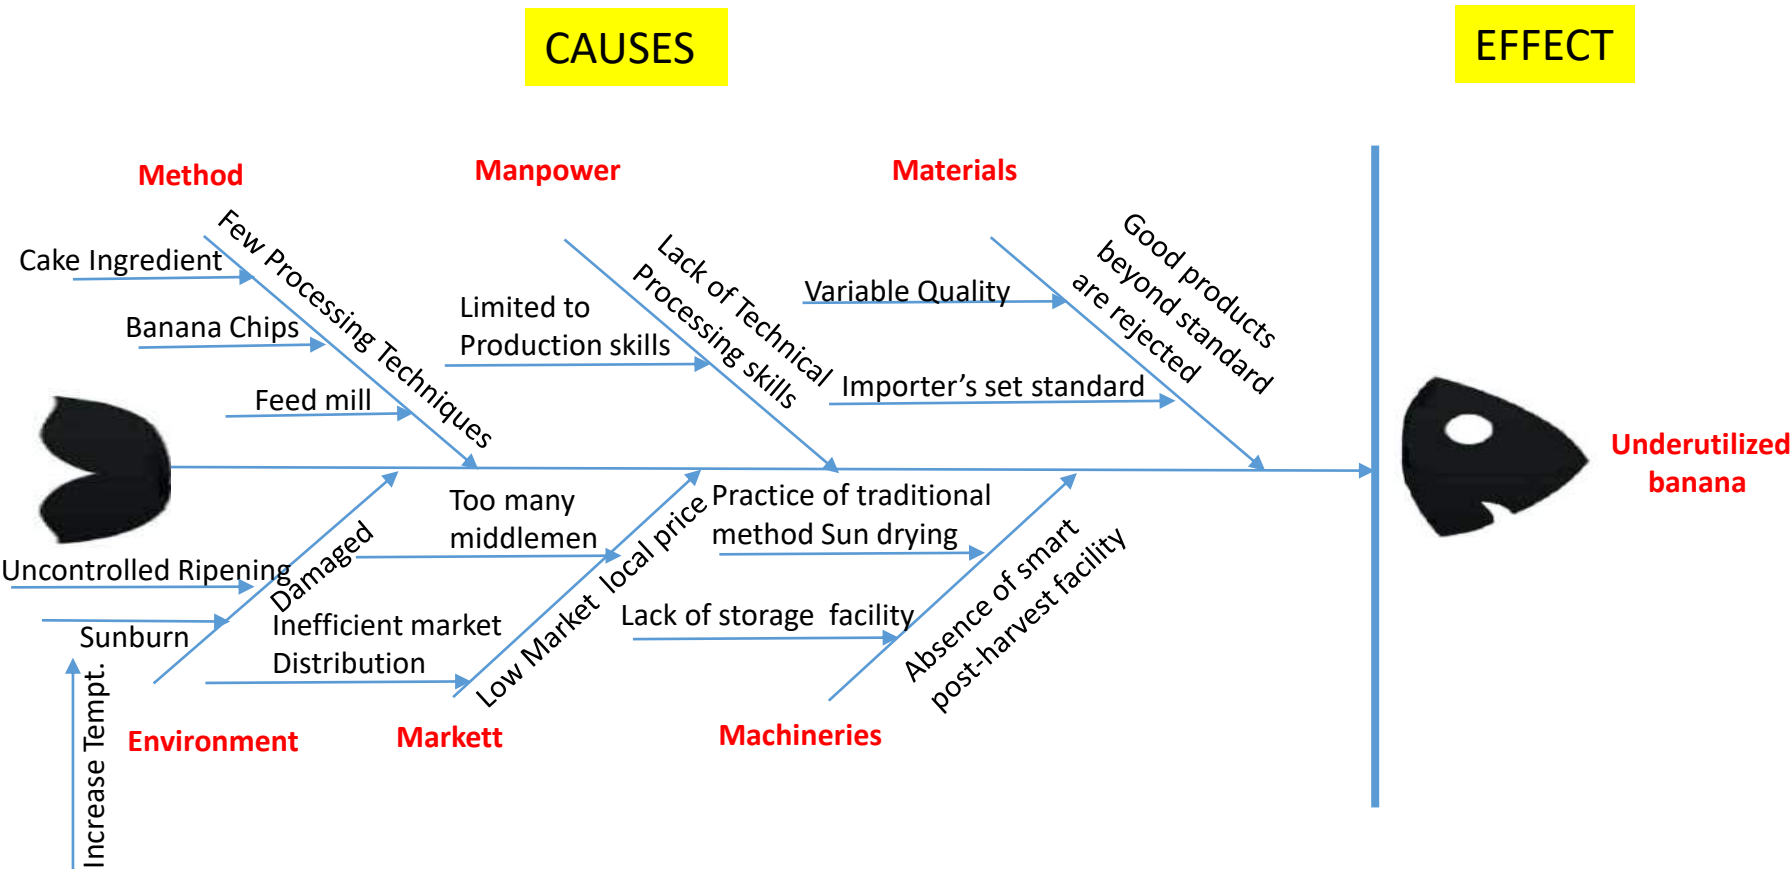 CAUSES
EFFECT
Method
Manpower
Materials
Cake Ingredient
Banana Chips
Feed mill
Few Processing Techniques
Limited to
Production skills
Lack of Technical
Processing skills
Variable Quality
Importer's set standard
Good products
beyond standard
are rejected
Underutilized
banana
Uncontrolled Ripening
Sunburn
Increase Tempt.
Damaged
Too many
middlemen
Inefficient market
Distribution
Low Market local price
Practice of traditional
method Sun drying
Lack of storage facility
Absence of smart
post-harvest facility
Environment
Markett
Machineries